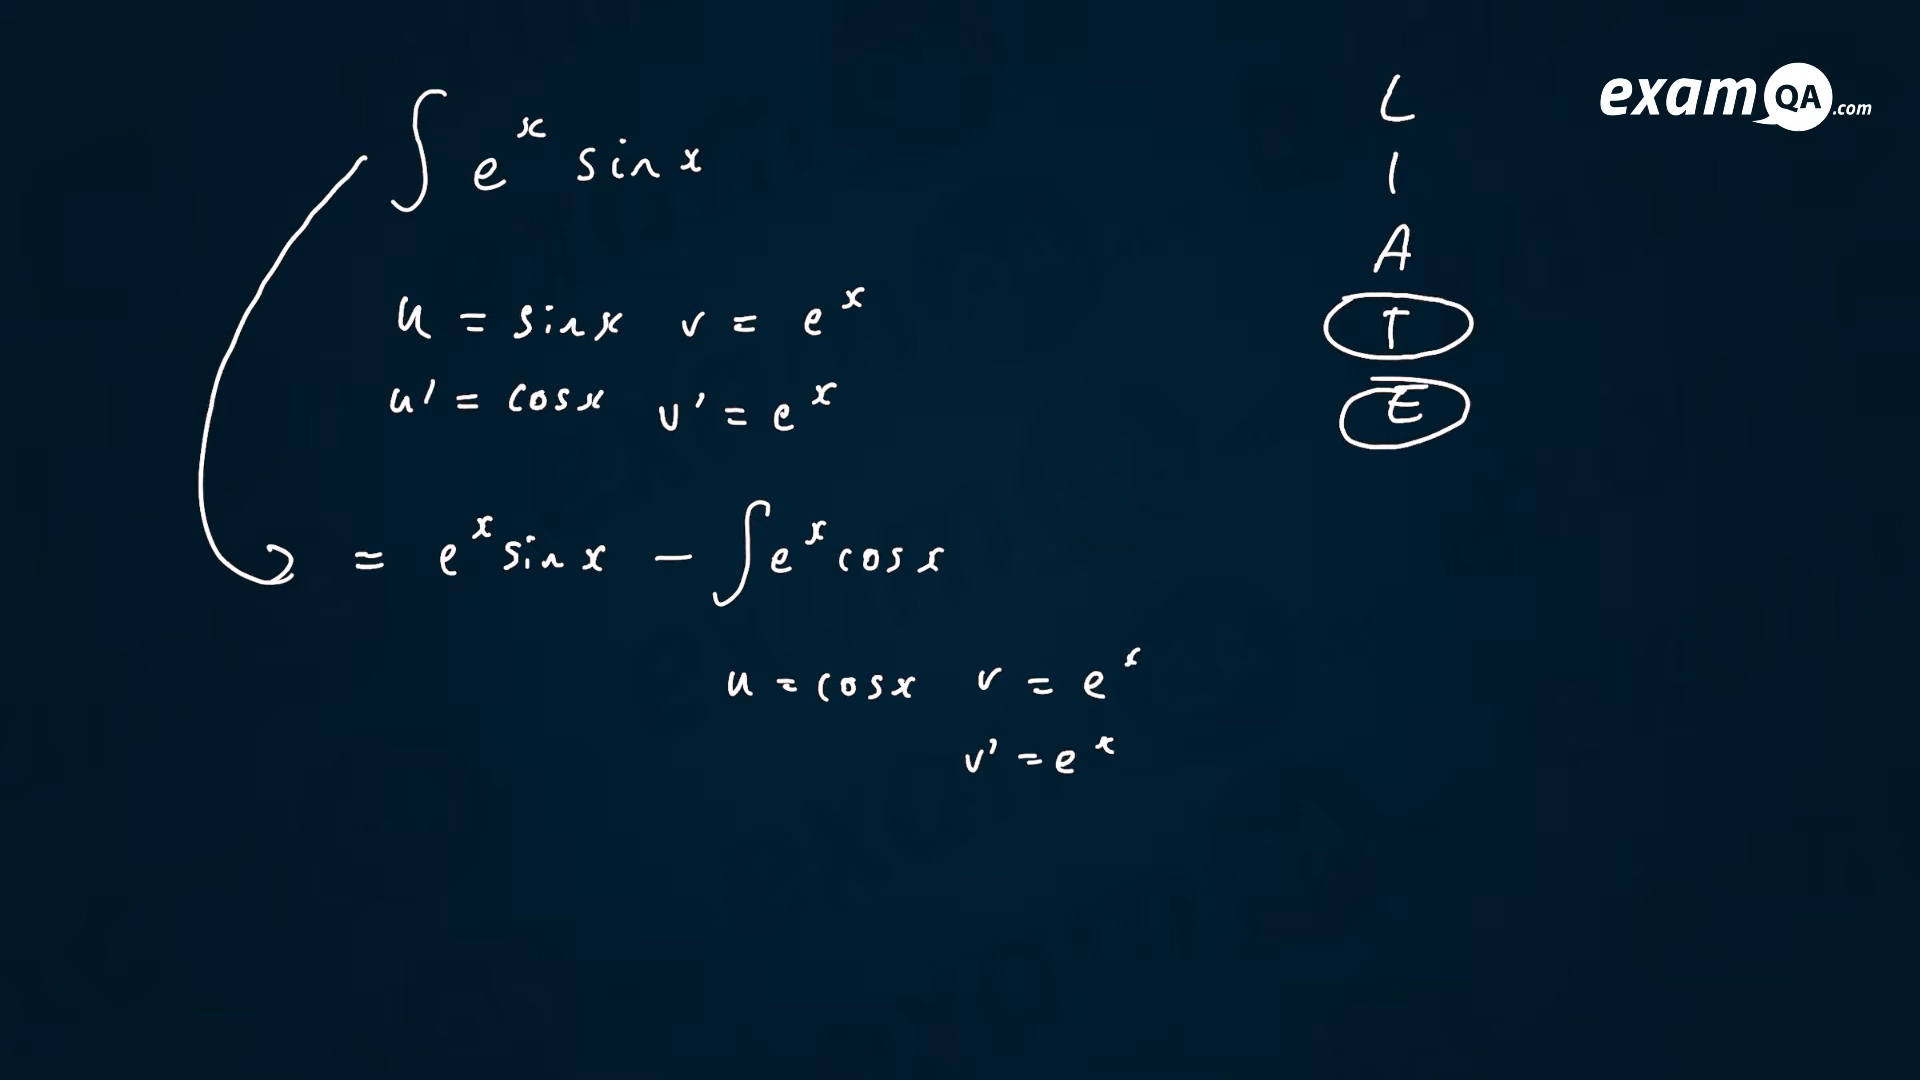 ∫ e^x sin x
u = sin x   v = e^x
u' = cos x   v' = e^x
= e^x sin x − ∫ e^x cos x
u = cos x   v = e^x
v' = e^x
L
I
A
T
E
examQA.com